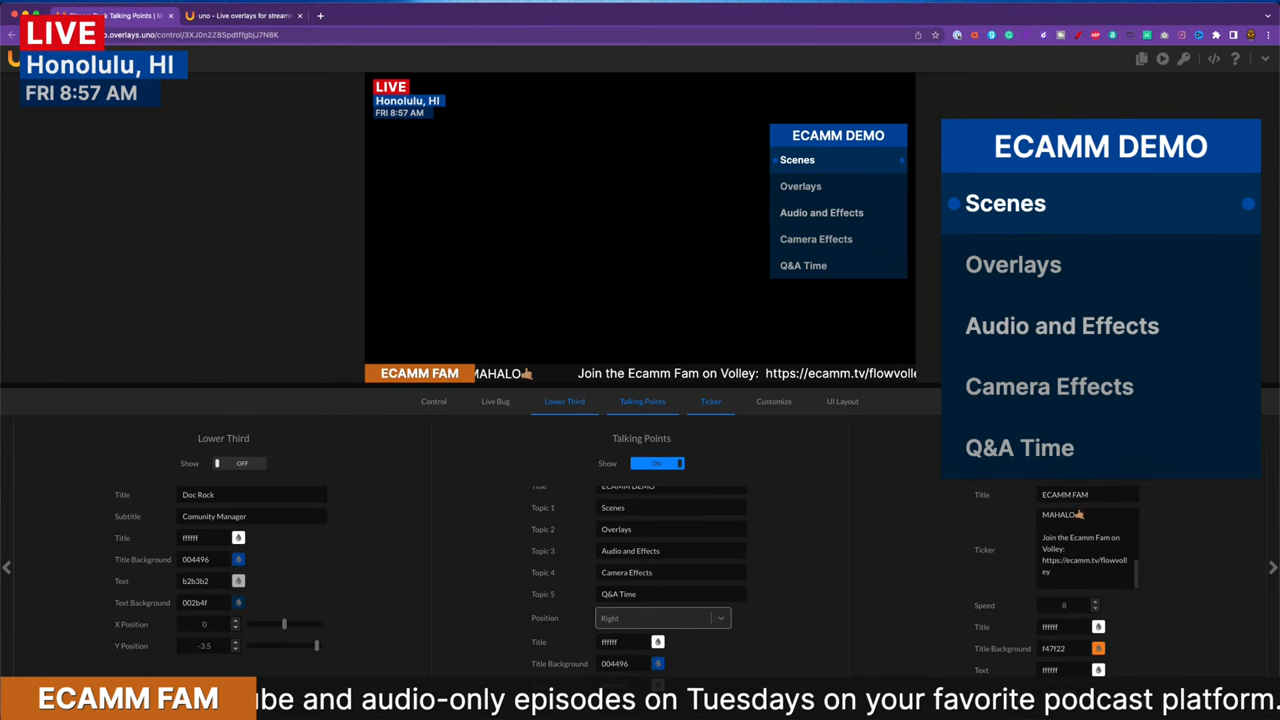 Talking Points | M
uno - Live overlays for streami
overlays.uno/control/3XJ0n2Z8SpdtffgbjJ7N8K
LIVE
Honolulu, HI
FRI 8:57 AM
LIVE
Honolulu, HI
FRI 8:57 AM
ECAMM DEMO
Scenes
Overlays
Audio and Effects
Camera Effects
Q&A Time
ECAMM DEMO
Scenes
Overlays
Audio and Effects
Camera Effects
Q&A Time
ECAMM FAM
MAHALO🤙🏽 Join the Ecamm Fam on Volley: https://ecamm.tv/flowvolle
Control
Live Bug
Lower Third
Talking Points
Ticker
Customize
UI Layout
Lower Third
Show OFF
Title Doc Rock
Subtitle Comunity Manager
Title ffffff
Title Background 004496
Text b2b3b2
Text Background 002b4f
X Position 0
Y Position -3.5
Talking Points
Show ON
Title ECAMM DEMO
Topic 1 Scenes
Topic 2 Overlays
Topic 3 Audio and Effects
Topic 4 Camera Effects
Topic 5 Q&A Time
Position Right
Title ffffff
Title Background 004496
Title ECAMM FAM
Ticker
MAHALO🤙🏽
Join the Ecamm Fam on
Volley:
https://ecamm.tv/flowvoll
ey
Speed 8
Title ffffff
Title Background f47f22
Text ffffff
ECAMM FAM
ube and audio-only episodes on Tuesdays on your favorite podcast platform.